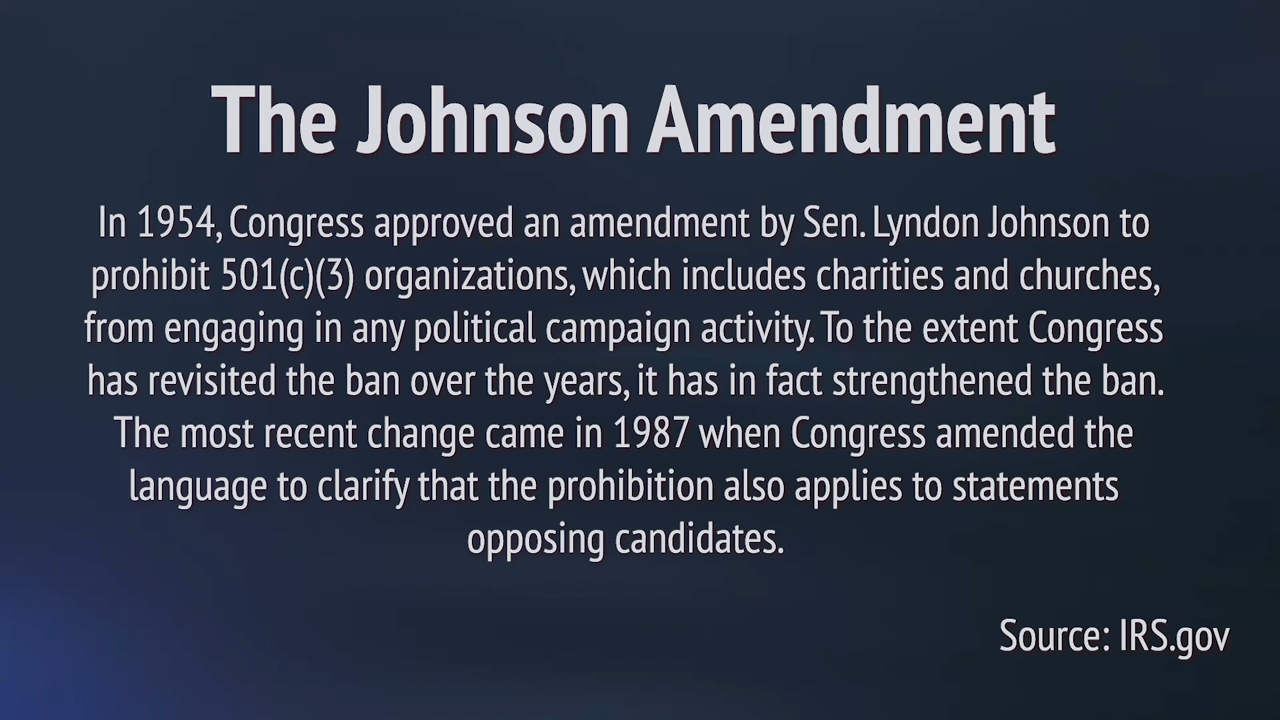 The Johnson Amendment
In 1954, Congress approved an amendment by Sen. Lyndon Johnson to
prohibit 501(c)(3) organizations, which includes charities and churches,
from engaging in any political campaign activity. To the extent Congress
has revisited the ban over the years, it has in fact strengthened the ban.
The most recent change came in 1987 when Congress amended the
language to clarify that the prohibition also applies to statements
opposing candidates.
Source: IRS.gov